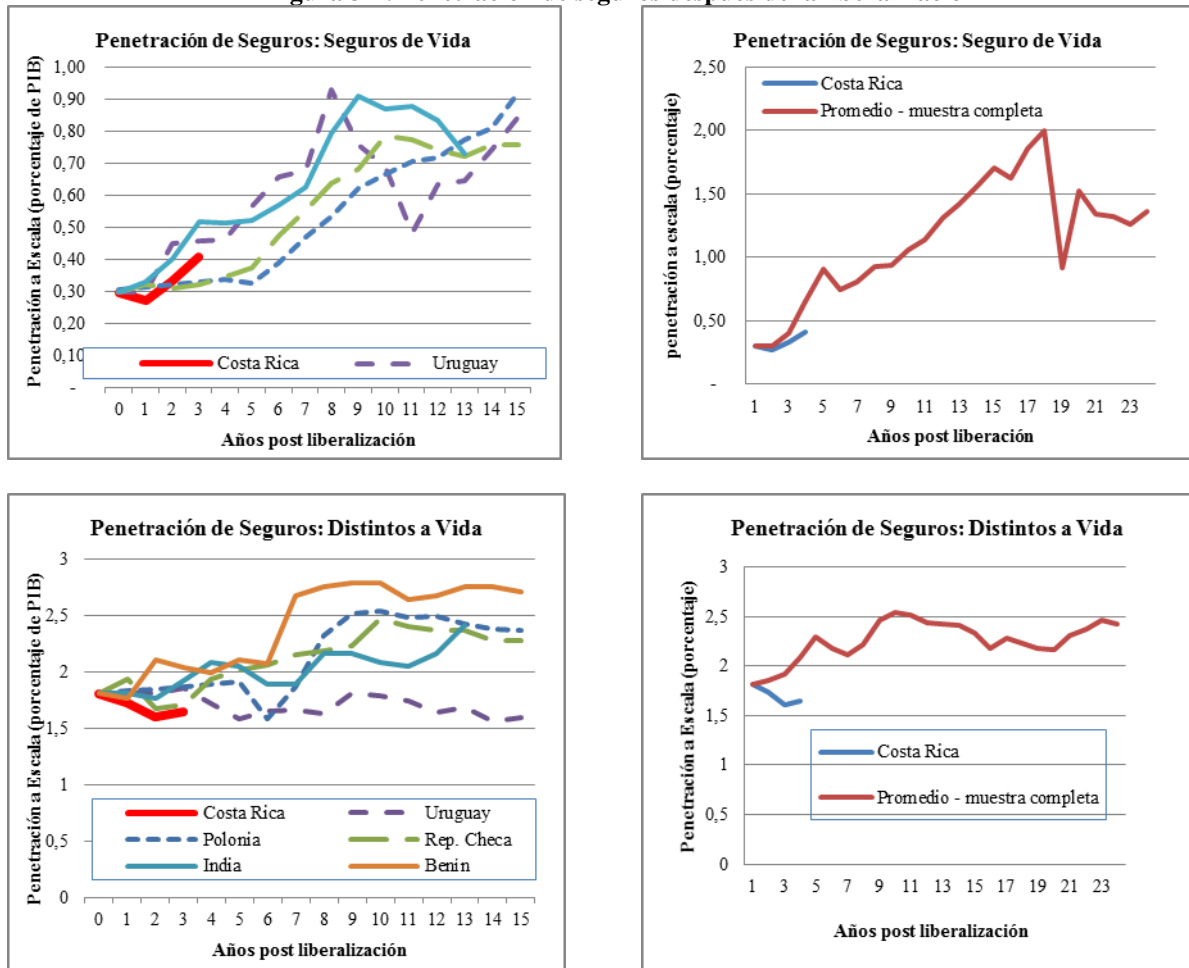 Penetración de Seguros: Seguros de Vida
Penetración a Escala (porcentaje de PIB)
1,00
0,90
0,80
0,70
0,60
0,50
0,40
0,30
0,20
0,10
-
Costa Rica Uruguay
0 1 2 3 4 5 6 7 8 9 10 11 12 13 14 15
Años post liberalización
Penetración de Seguros: Seguro de Vida
penetración a escala (porcentaje)
2,50
2,00
1,50
1,00
0,50
-
Costa Rica
Promedio - muestra completa
1 3 5 7 9 11 13 15 17 19 21 23
Años post liberación
Penetración de Seguros: Distintos a Vida
Penetración a Escala (porcentaje de PIB)
3
2,5
2
1,5
1
0,5
0
Costa Rica Uruguay
Polonia Rep. Checa
India Benin
0 1 2 3 4 5 6 7 8 9 10 11 12 13 14 15
Años post liberalización
Penetración de Seguros: Distintos a Vida
Penetración a Escala (porcentaje)
3
2,5
2
1,5
1
0,5
0
Costa Rica
Promedio - muestra completa
1 3 5 7 9 11 13 15 17 19 21 23
Años post liberalización